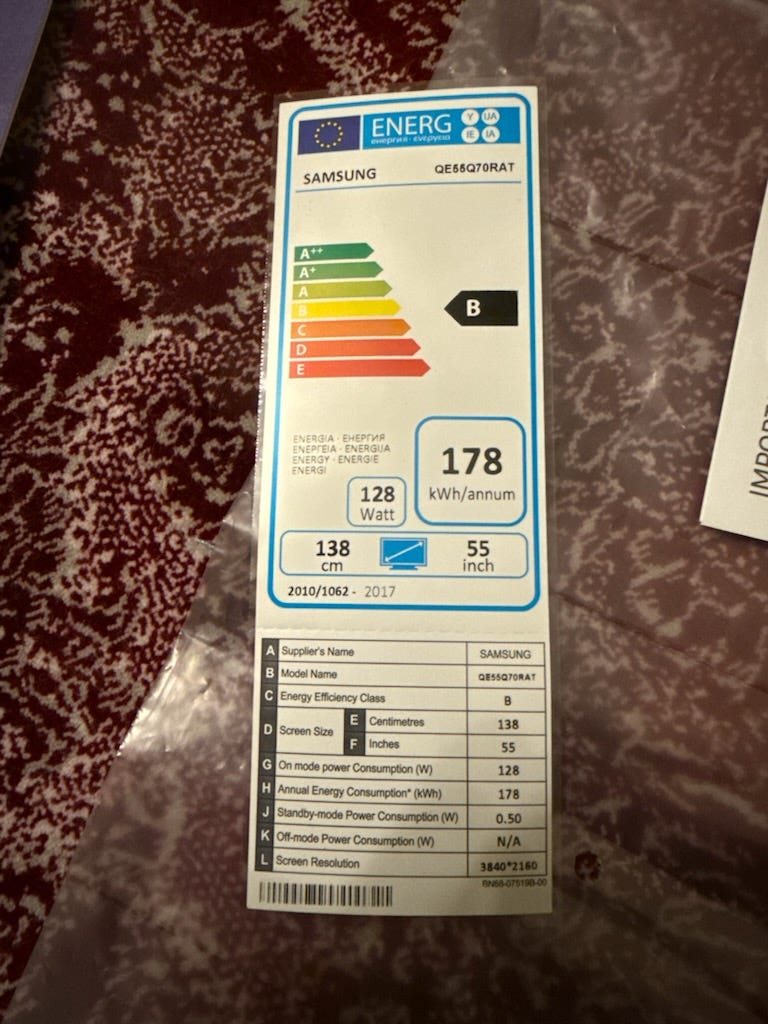 ENERG
енергия · ενεργεια
Y IJA
IE IA
SAMSUNG QE55Q70RAT
A++
A+
A
B
C
D
E
B
ENERGIA · ЕНЕРГИЯ
ΕΝΕΡΓΕΙΑ · ENERGIJA
ENERGY · ENERGIE
ENERGI
178
kWh/annum
128
Watt
138
cm
55
inch
2010/1062 - 2017
A Supplier's Name SAMSUNG
B Model Name QE55Q70RAT
C Energy Efficiency Class B
D Screen Size E Centimetres 138
F Inches 55
G On mode power Consumption (W) 128
H Annual Energy Consumption* (kWh) 178
J Standby-mode Power Consumption (W) 0.50
K Off-mode Power Consumption (W) N/A
L Screen Resolution 3840*2160
BN68-07519B-00
IMPORT